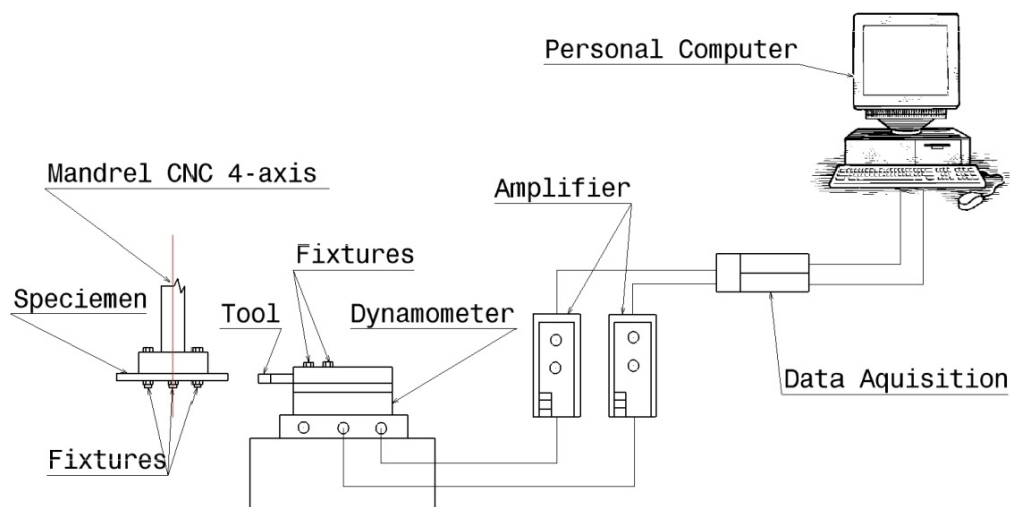 Personal Computer
Mandrel CNC 4-axis
Amplifier
Fixtures
Speciemen
Tool
Dynamometer
Data Aquisition
Fixtures